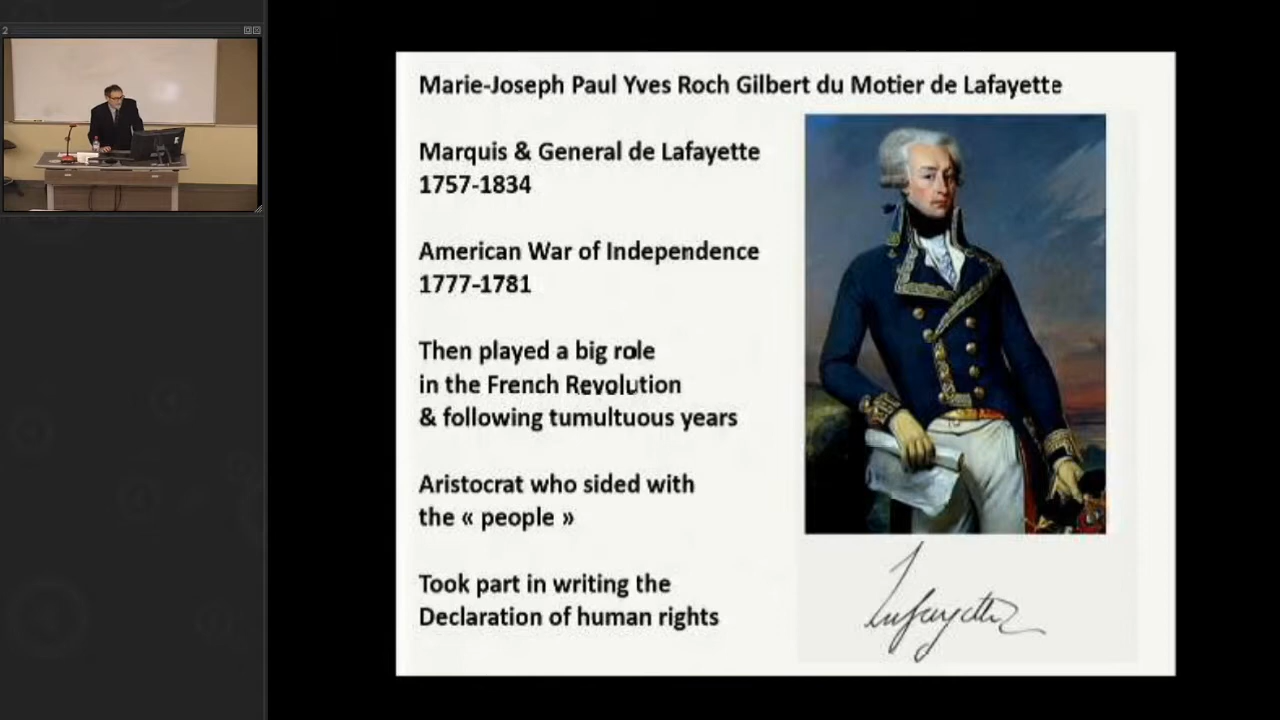 2
Marie-Joseph Paul Yves Roch Gilbert du Motier de Lafayette
Marquis & General de Lafayette
1757-1834
American War of Independence
1777-1781
Then played a big role
in the French Revolution
& following tumultuous years
Aristocrat who sided with
the « people »
Took part in writing the
Declaration of human rights
Lafayette